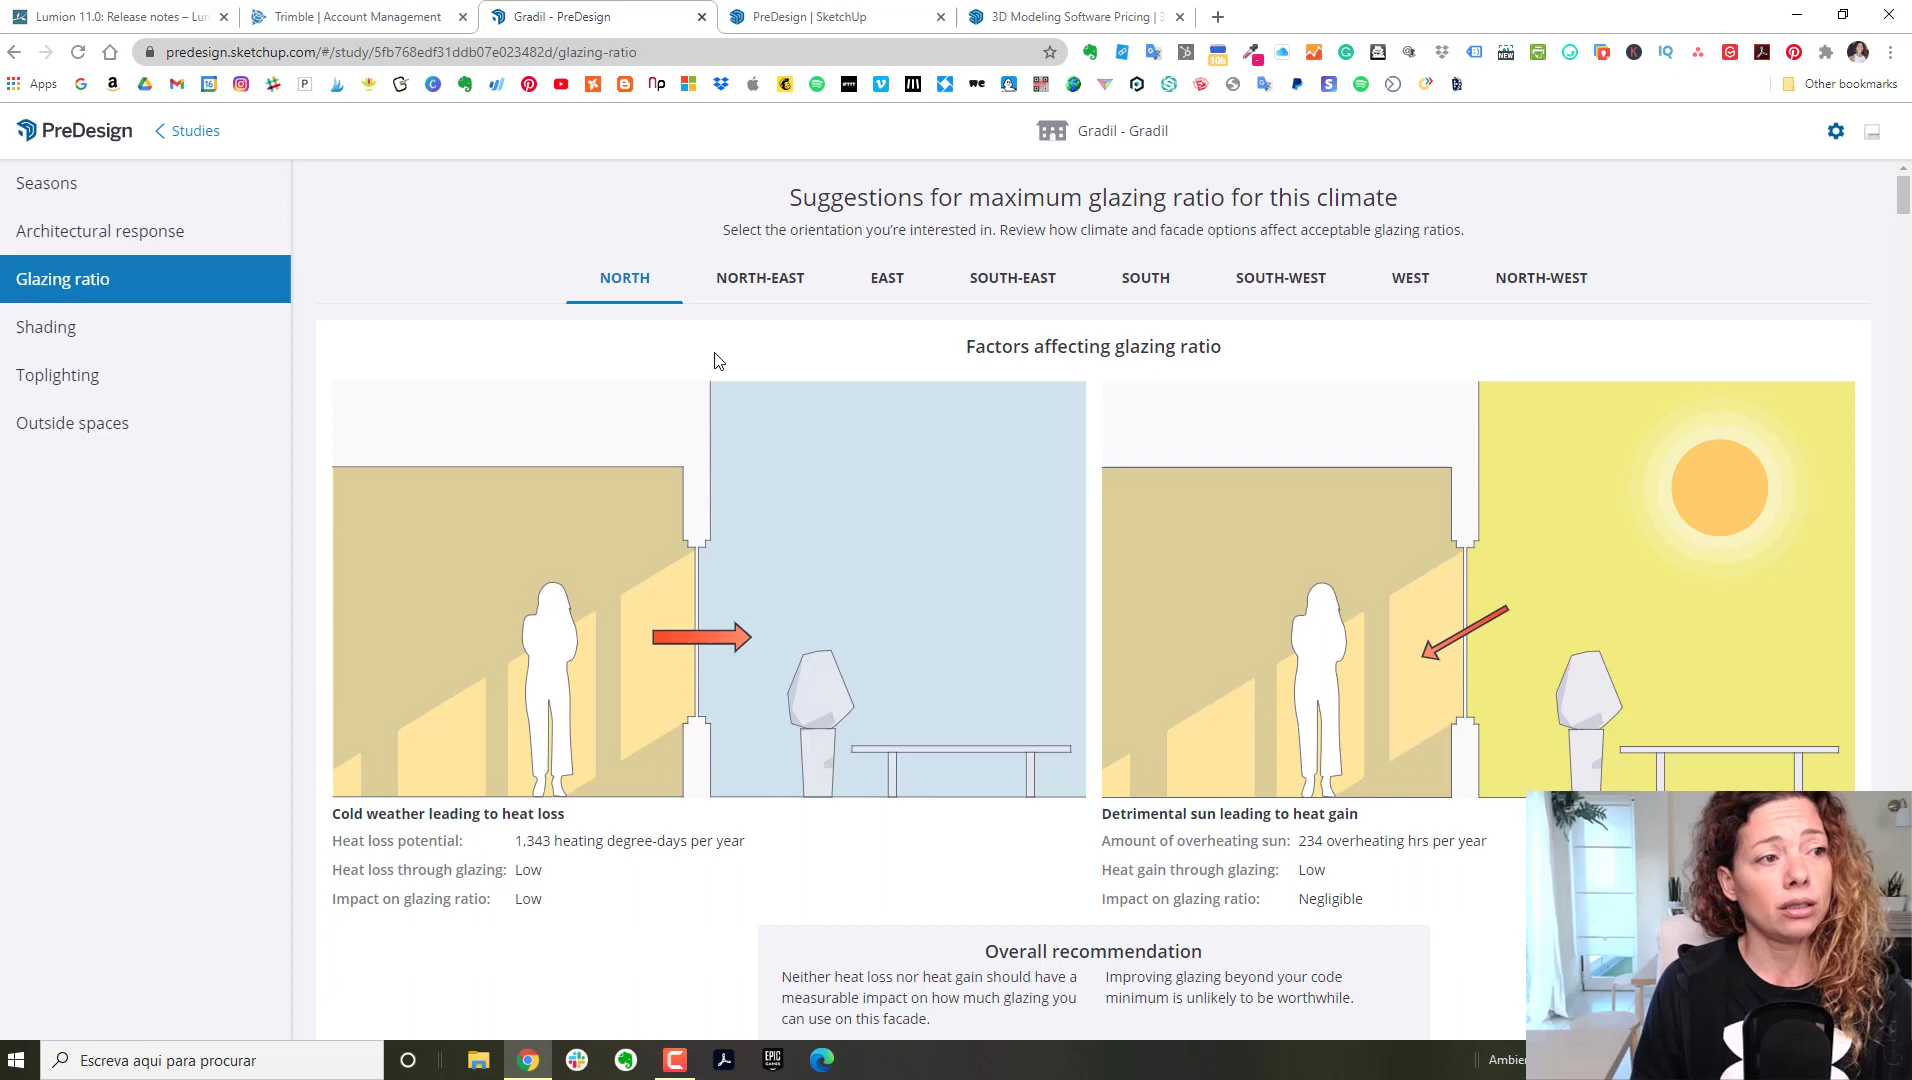 Lumion 11.0: Release notes – Lun
Trimble | Account Management
Gradil - PreDesign
PreDesign | SketchUp
3D Modeling Software Pricing | 3
predesign.sketchup.com/#/study/5fb768edf31ddb07e023482d/glazing-ratio
Apps
Other bookmarks
PreDesign
Studies
Gradil - Gradil
Seasons
Architectural response
Glazing ratio
Shading
Toplighting
Outside spaces
Suggestions for maximum glazing ratio for this climate
Select the orientation you're interested in. Review how climate and facade options affect acceptable glazing ratios.
NORTH NORTH-EAST EAST SOUTH-EAST SOUTH SOUTH-WEST WEST NORTH-WEST
Factors affecting glazing ratio
Cold weather leading to heat loss
Heat loss potential: 1,343 heating degree-days per year
Heat loss through glazing: Low
Impact on glazing ratio: Low
Detrimental sun leading to heat gain
Amount of overheating sun: 234 overheating hrs per year
Heat gain through glazing: Low
Impact on glazing ratio: Negligible
Overall recommendation
Neither heat loss nor heat gain should have a
measurable impact on how much glazing you
can use on this facade.
Improving glazing beyond your code
minimum is unlikely to be worthwhile.
Escreva aqui para procurar
Ambien